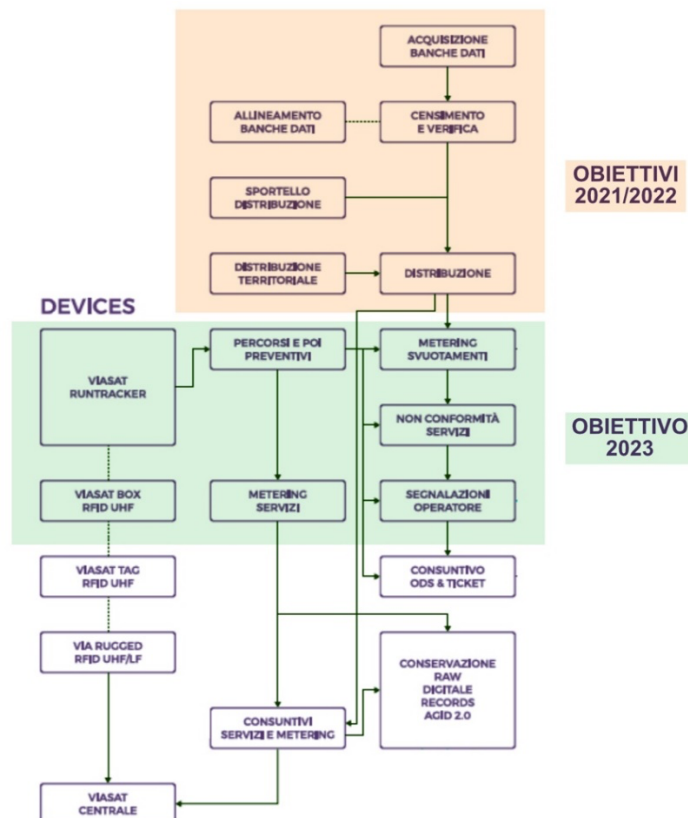 ACQUISIZIONE
BANCHE DATI
ALLINEAMENTO
BANCHE DATI
CENSIMENTO
E VERIFICA
OBIETTIVI
2021/2022
SPORTELLO
DISTRIBUZIONE
DISTRIBUZIONE
TERRITORIALE
DISTRIBUZIONE
DEVICES
VIASAT
RUNTRACKER
PERCORSI E POI
PREVENTIVI
METERING
SVUOTAMENTI
NON CONFORMITÀ
SERVIZI
OBIETTIVO
2023
VIASAT BOX
RFID UHF
METERING
SERVIZI
SEGNALAZIONI
OPERATORE
VIASAT TAG
RFID UHF
CONSUNTIVO
ODS & TICKET
VIA RUGGED
RFID UHF/LF
CONSERVAZIONE
RAW
DIGITALE
RECORDS
AGID 2.0
CONSUNTIVI
SERVIZI E METERING
VIASAT
CENTRALE